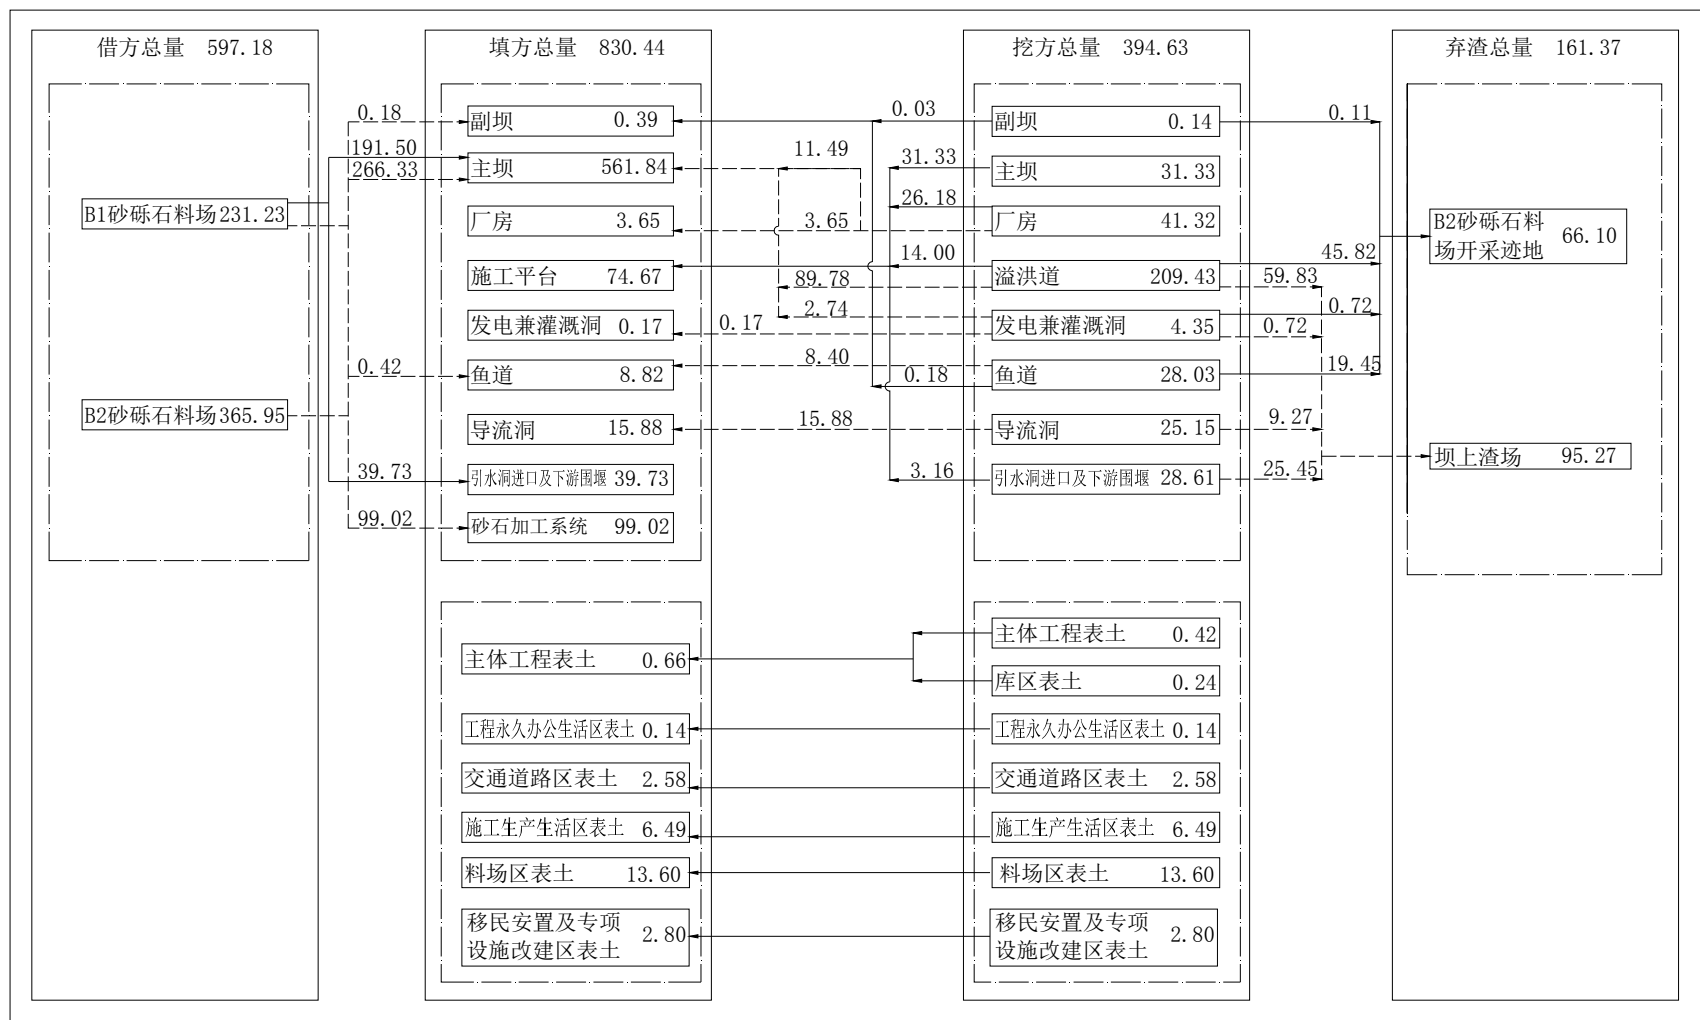 借方总量 597.18
0.18
191.50
266.33
B1砂砾石料场231.23
0.42
B2砂砾石料场365.95
39.73
99.02
填方总量 830.44
副坝 0.39
主坝 561.84
厂房 3.65
施工平台 74.67
发电兼灌溉洞 0.17
鱼道 8.82
导流洞 15.88
引水洞进口及下游围堰 39.73
砂石加工系统 99.02
主体工程表土 0.66
工程永久办公生活区表土 0.14
交通道路区表土 2.58
施工生产生活区表土 6.49
料场区表土 13.60
移民安置及专项
设施改建区表土 2.80
0.03
11.49
31.33
26.18
3.65
14.00
89.78
2.74
0.17
8.40
0.18
15.88
3.16
挖方总量 394.63
副坝 0.14
主坝 31.33
厂房 41.32
溢洪道 209.43
发电兼灌溉洞 4.35
鱼道 28.03
导流洞 25.15
引水洞进口及下游围堰 28.61
主体工程表土 0.42
库区表土 0.24
工程永久办公生活区表土 0.14
交通道路区表土 2.58
施工生产生活区表土 6.49
料场区表土 13.60
移民安置及专项
设施改建区表土 2.80
0.11
45.82
59.83
0.72
0.72
19.45
9.27
25.45
弃渣总量 161.37
B2砂砾石料
场开采迹地 66.10
坝上渣场 95.27